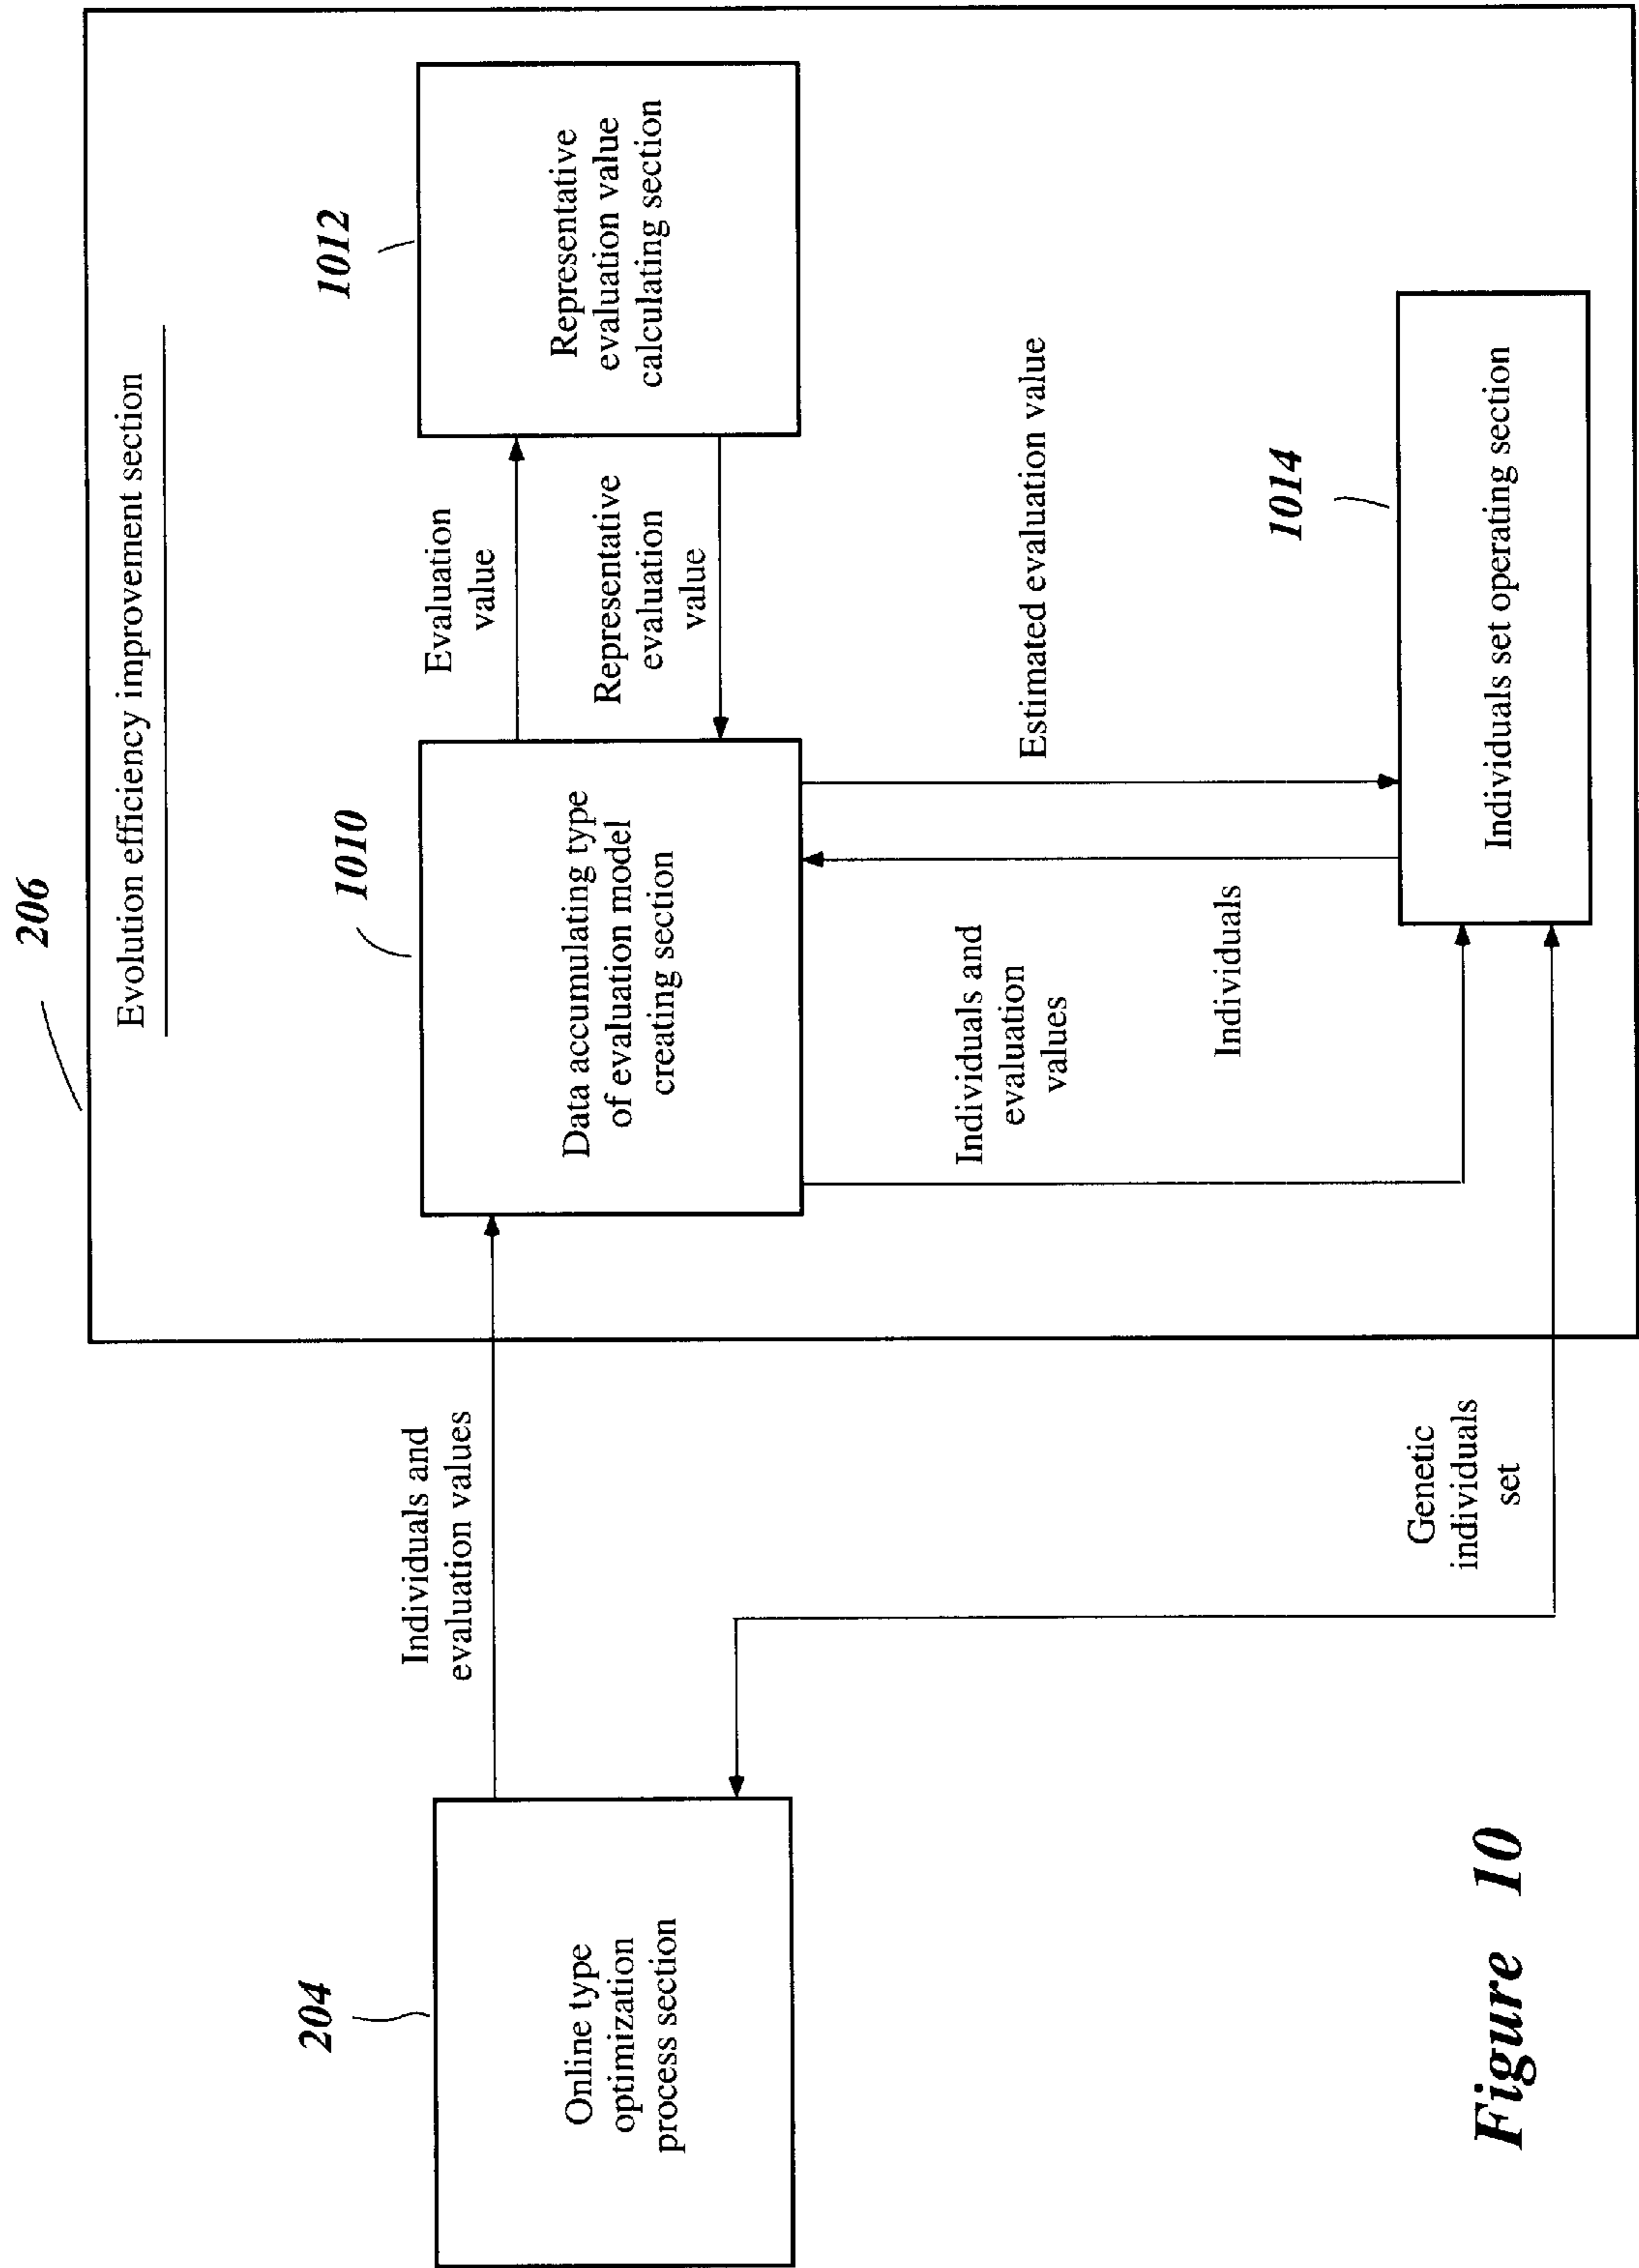 206
Evolution efficiency improvement section
1012
Representative
evaluation value
calculating section
Evaluation
value
Representative
evaluation
value
1010
Data accumulating type
of evaluation model
creating section
Individuals and
evaluation values
204
Online type
optimization
process section
Estimated evaluation value
Individuals and
evaluation
values
Individuals
1014
Individuals set operating section
Genetic
individuals
set
Figure 10